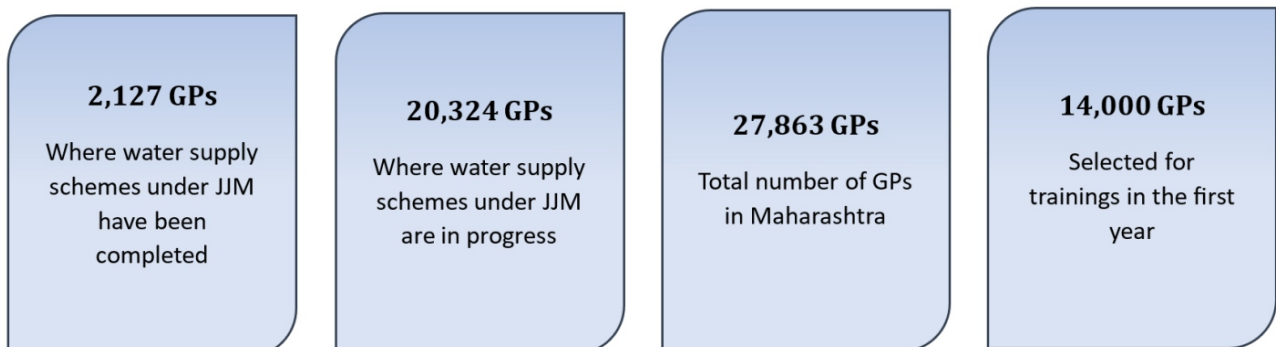 2,127 GPs
Where water supply
schemes under JJM
have been
completed
20,324 GPs
Where water supply
schemes under JJM
are in progress
27,863 GPs
Total number of GPs
in Maharashtra
14,000 GPs
Selected for
trainings in the first
year